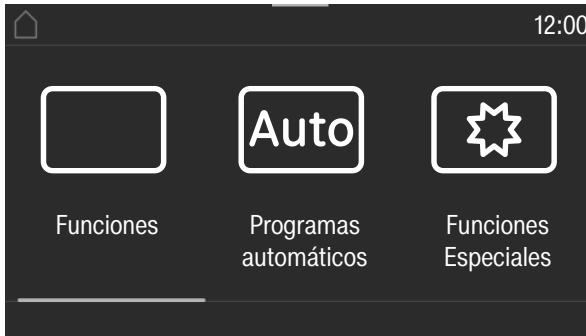 12:00
Auto
Funciones
Programas
automáticos
Funciones
Especiales